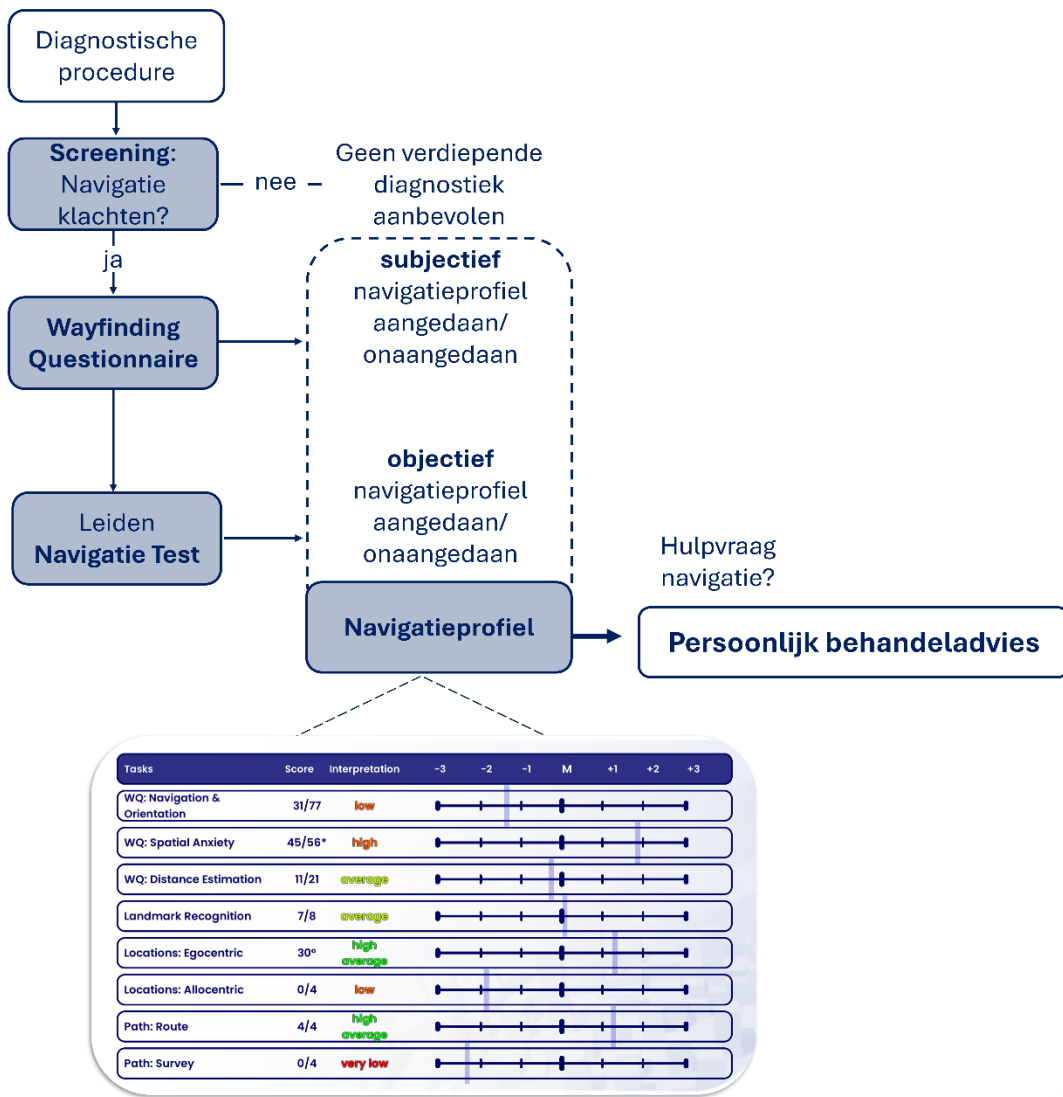 Diagnostische
procedure
Screening:
Navigatie
klachten?
nee
Geen verdiepende
diagnostiek
aanbevolen
ja
Wayfinding
Questionnaire
subjectief
navigatieprofiel
aangedaan/
onaangedaan
Leiden
Navigatie Test
objectief
navigatieprofiel
aangedaan/
onaangedaan
Navigatieprofiel
Hulpvraag
navigatie?
Persoonlijk behandeladvies
Tasks Score Interpretation -3 -2 -1 M +1 +2 +3
WQ: Navigation &
Orientation
31/77 low
WQ: Spatial Anxiety 45/56* high
WQ: Distance Estimation 11/21 average
Landmark Recognition 7/8 average
Locations: Egocentric 30° high
average
Locations: Allocentric 0/4 low
Path: Route 4/4 high
average
Path: Survey 0/4 very low